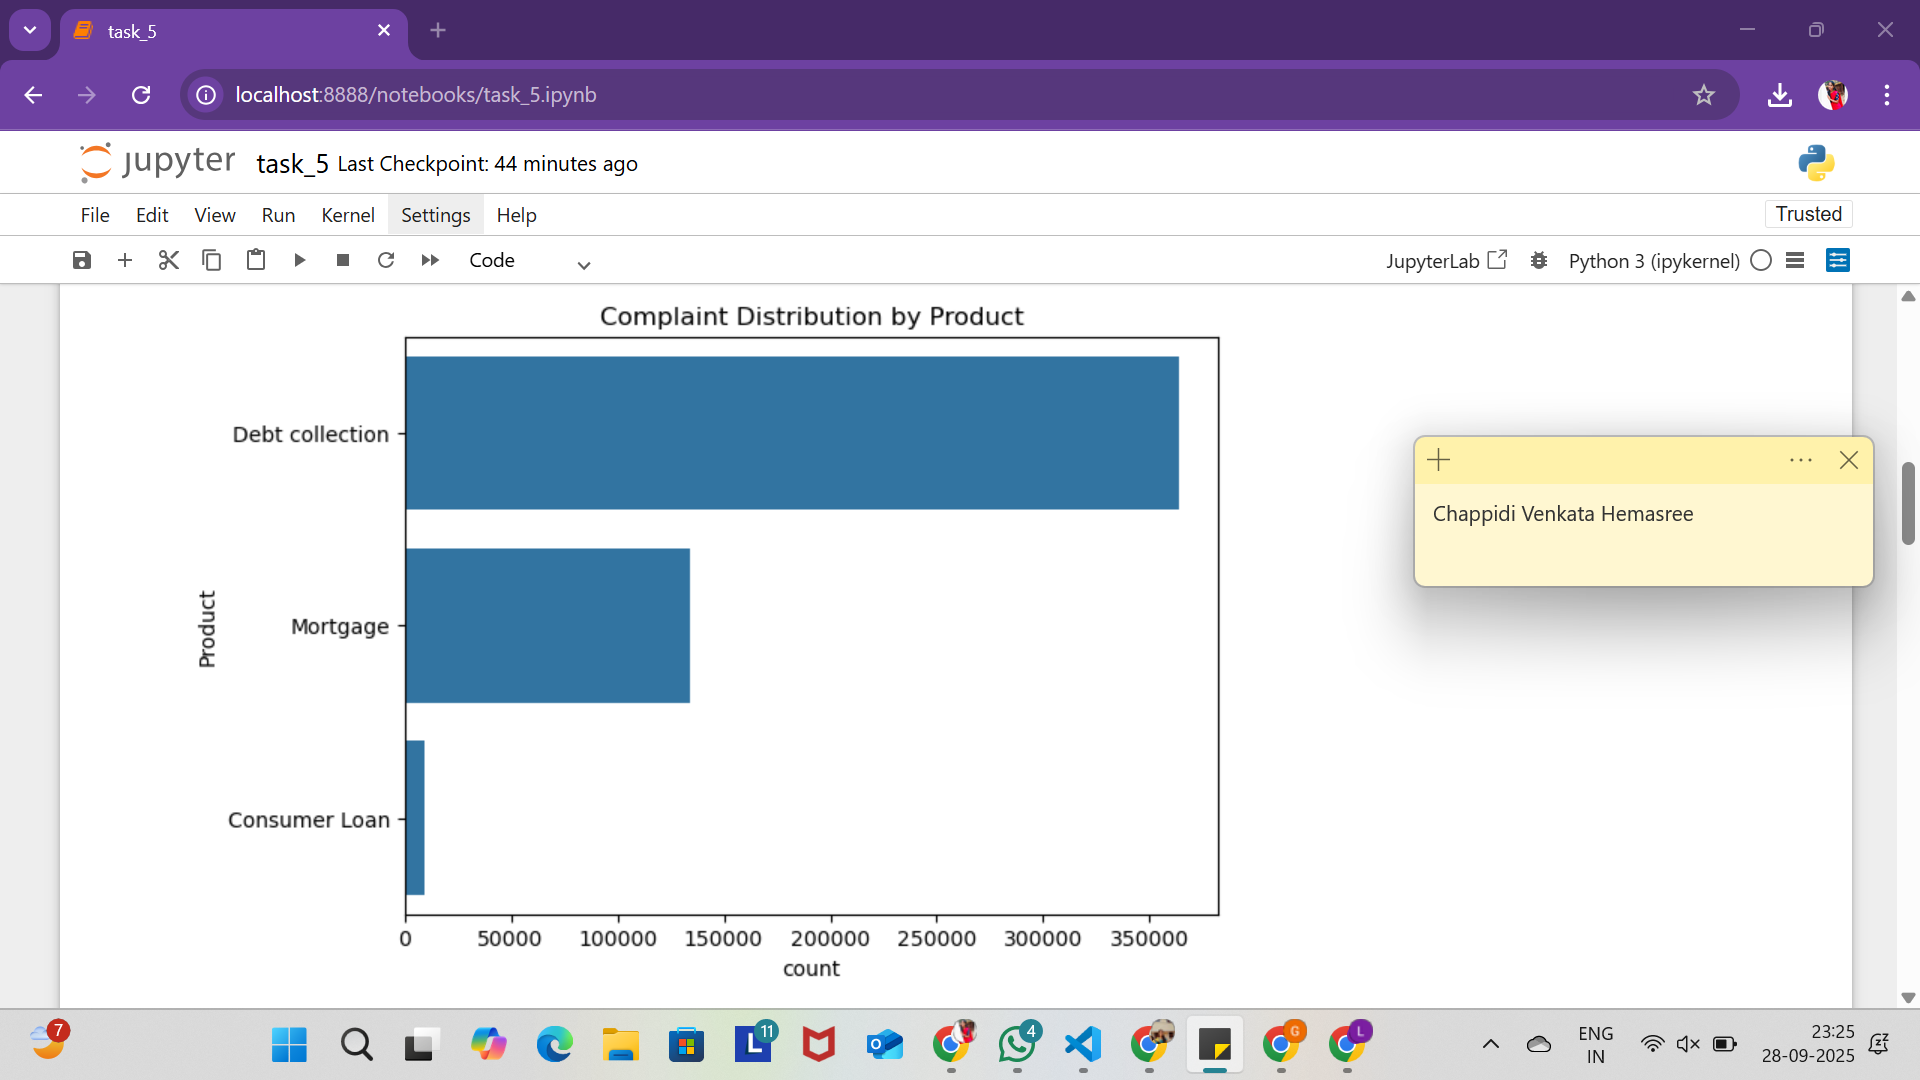 task_5
localhost:8888/notebooks/task_5.ipynb
jupyter task_5 Last Checkpoint: 44 minutes ago
File Edit View Run Kernel Settings Help
Trusted
Code
JupyterLab
Python 3 (ipykernel)
Complaint Distribution by Product
Debt collection
Mortgage
Consumer Loan
Product
0 50000 100000 150000 200000 250000 300000 350000
count
Chappidi Venkata Hemasree
7
11
4
G
L
ENG
IN
23:25
28-09-2025